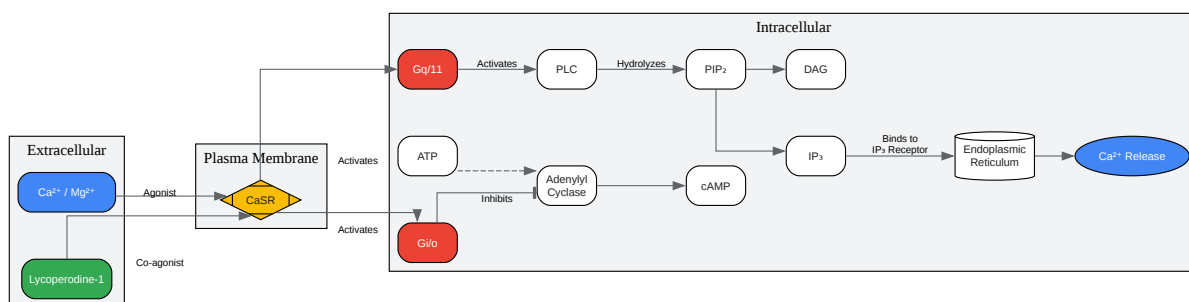 Intracellular
Gq/11
Activates
PLC
Hydrolyzes
PIP₂
DAG
Extracellular
Plasma Membrane
Activates
ATP
Adenylyl
Cyclase
cAMP
IP₃
Binds to
IP₃ Receptor
Endoplasmic
Reticulum
Ca²⁺ Release
Ca²⁺ / Mg²⁺
Agonist
CaSR
Inhibits
Activates
Gi/o
Lycoperodine-1
Co-agonist